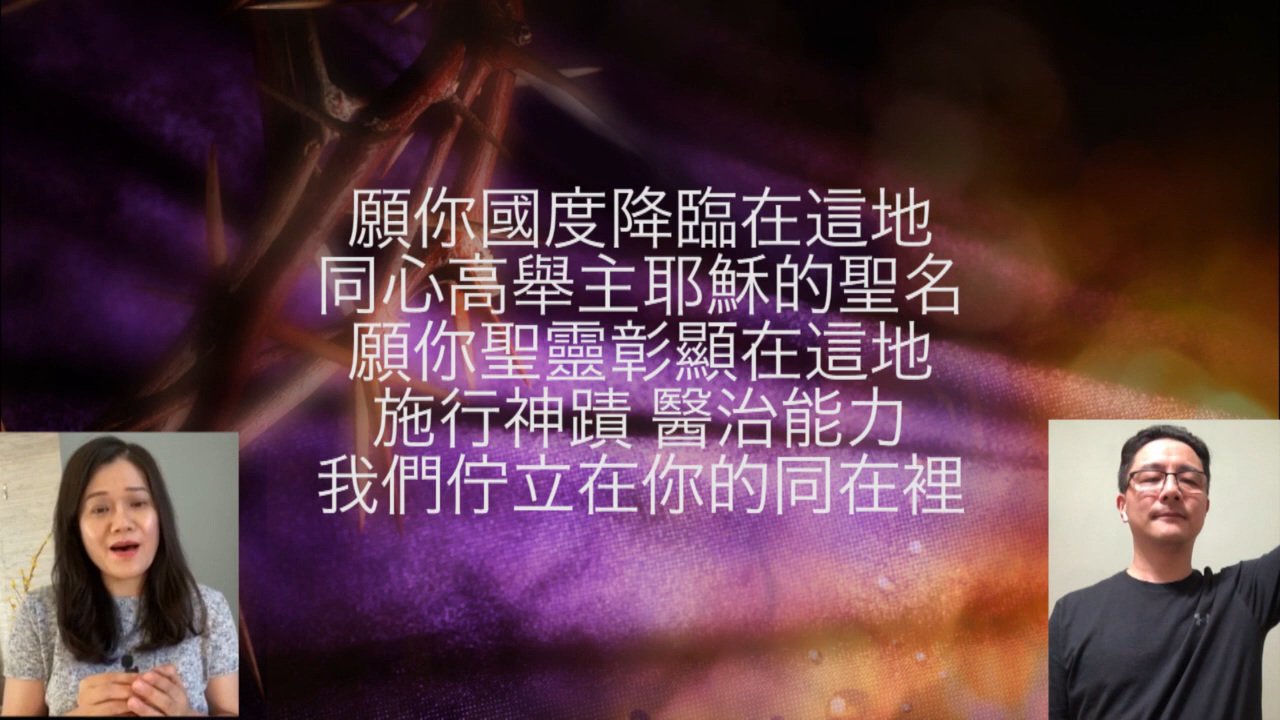 願你國度降臨在這地
同心高舉主耶穌的聖名
願你聖靈彰顯在這地
施行神蹟 醫治能力
我們佇立在你的同在裡